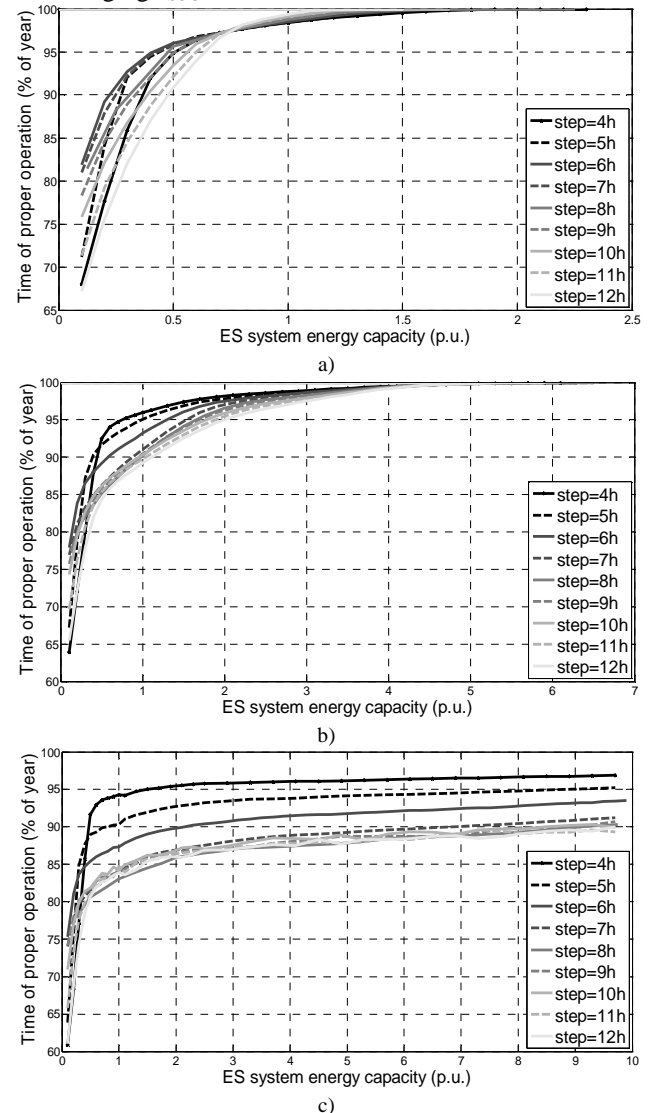 Time of proper operation (% of year)
100
95
90
85
80
75
70
65
0
0.5
1
1.5
2
2.5
step=4h
step=5h
step=6h
step=7h
step=8h
step=9h
step=10h
step=11h
step=12h
ES system energy capacity (p.u.)
a)
Time of proper operation (% of year)
100
95
90
85
80
75
70
65
60
0
1
2
3
4
5
6
7
step=4h
step=5h
step=6h
step=7h
step=8h
step=9h
step=10h
step=11h
step=12h
ES system energy capacity (p.u.)
b)
Time of proper operation (% of year)
100
95
90
85
80
75
70
65
60
0
1
2
3
4
5
6
7
8
9
10
step=4h
step=5h
step=6h
step=7h
step=8h
step=9h
step=10h
step=11h
step=12h
ES system energy capacity (p.u.)
c)